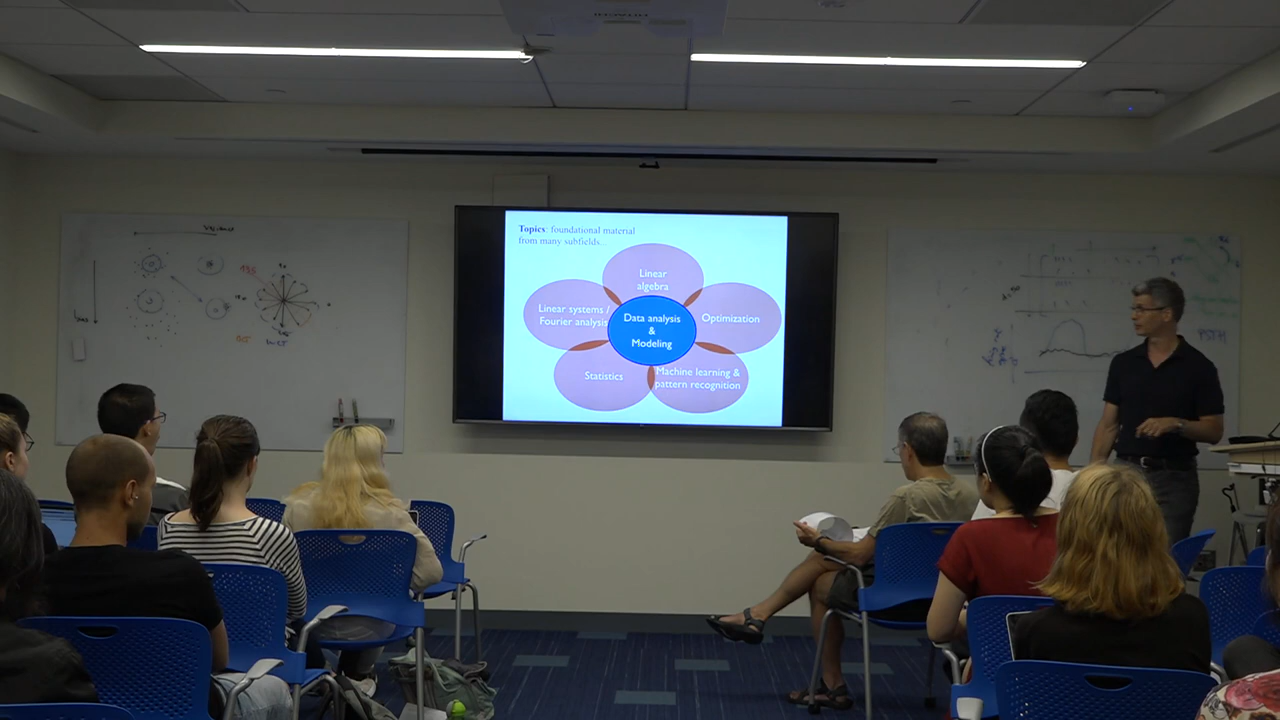 Topics: foundational material
from many subfields...
Linear
algebra
Linear systems /
Fourier analysis
Data analysis
&
Modeling
Optimization
Statistics
Machine learning &
pattern recognition
PSTH